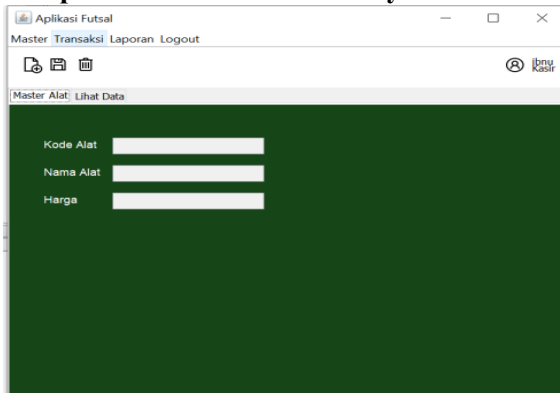 Aplikasi Futsal
Master Transaksi Laporan Logout
ibnu
Kasir
Master Alat Lihat Data
Kode Alat
Nama Alat
Harga